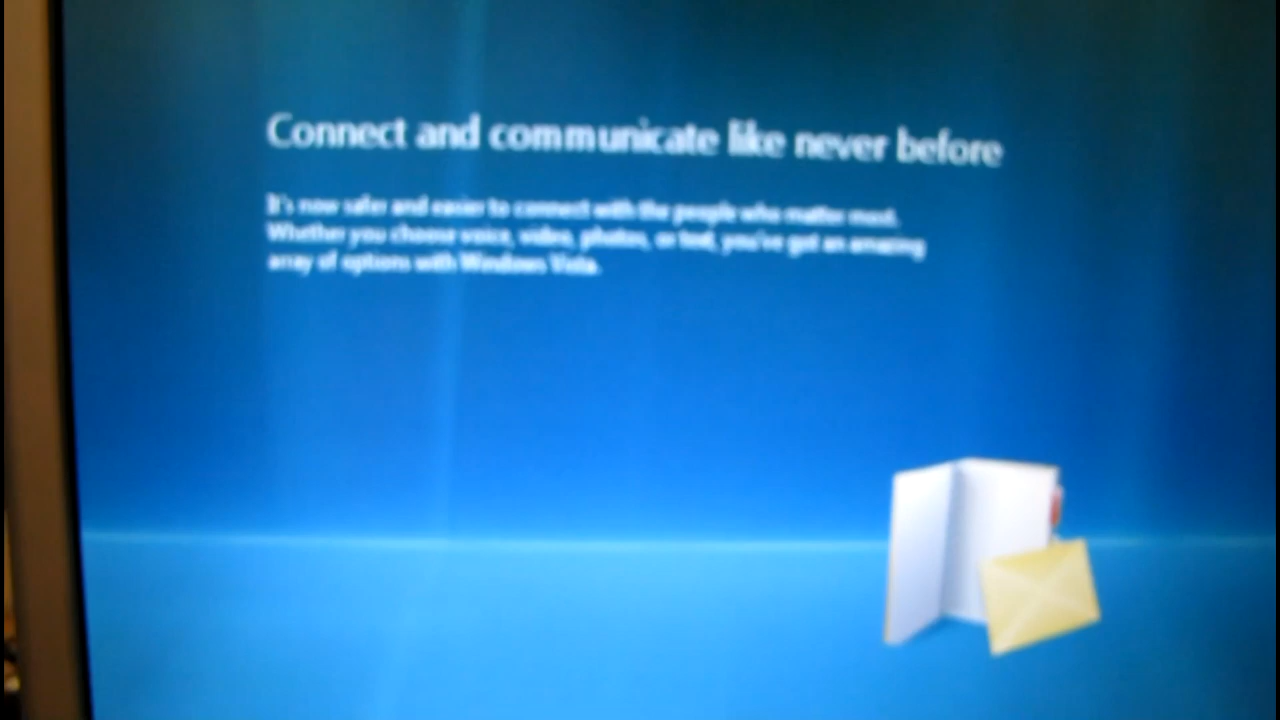 Connect and communicate like never before
It's now safer and easier to connect with the people who matter most.
Whether you choose voice, video, photos, or text, you've got an amazing
array of options with Windows Vista.